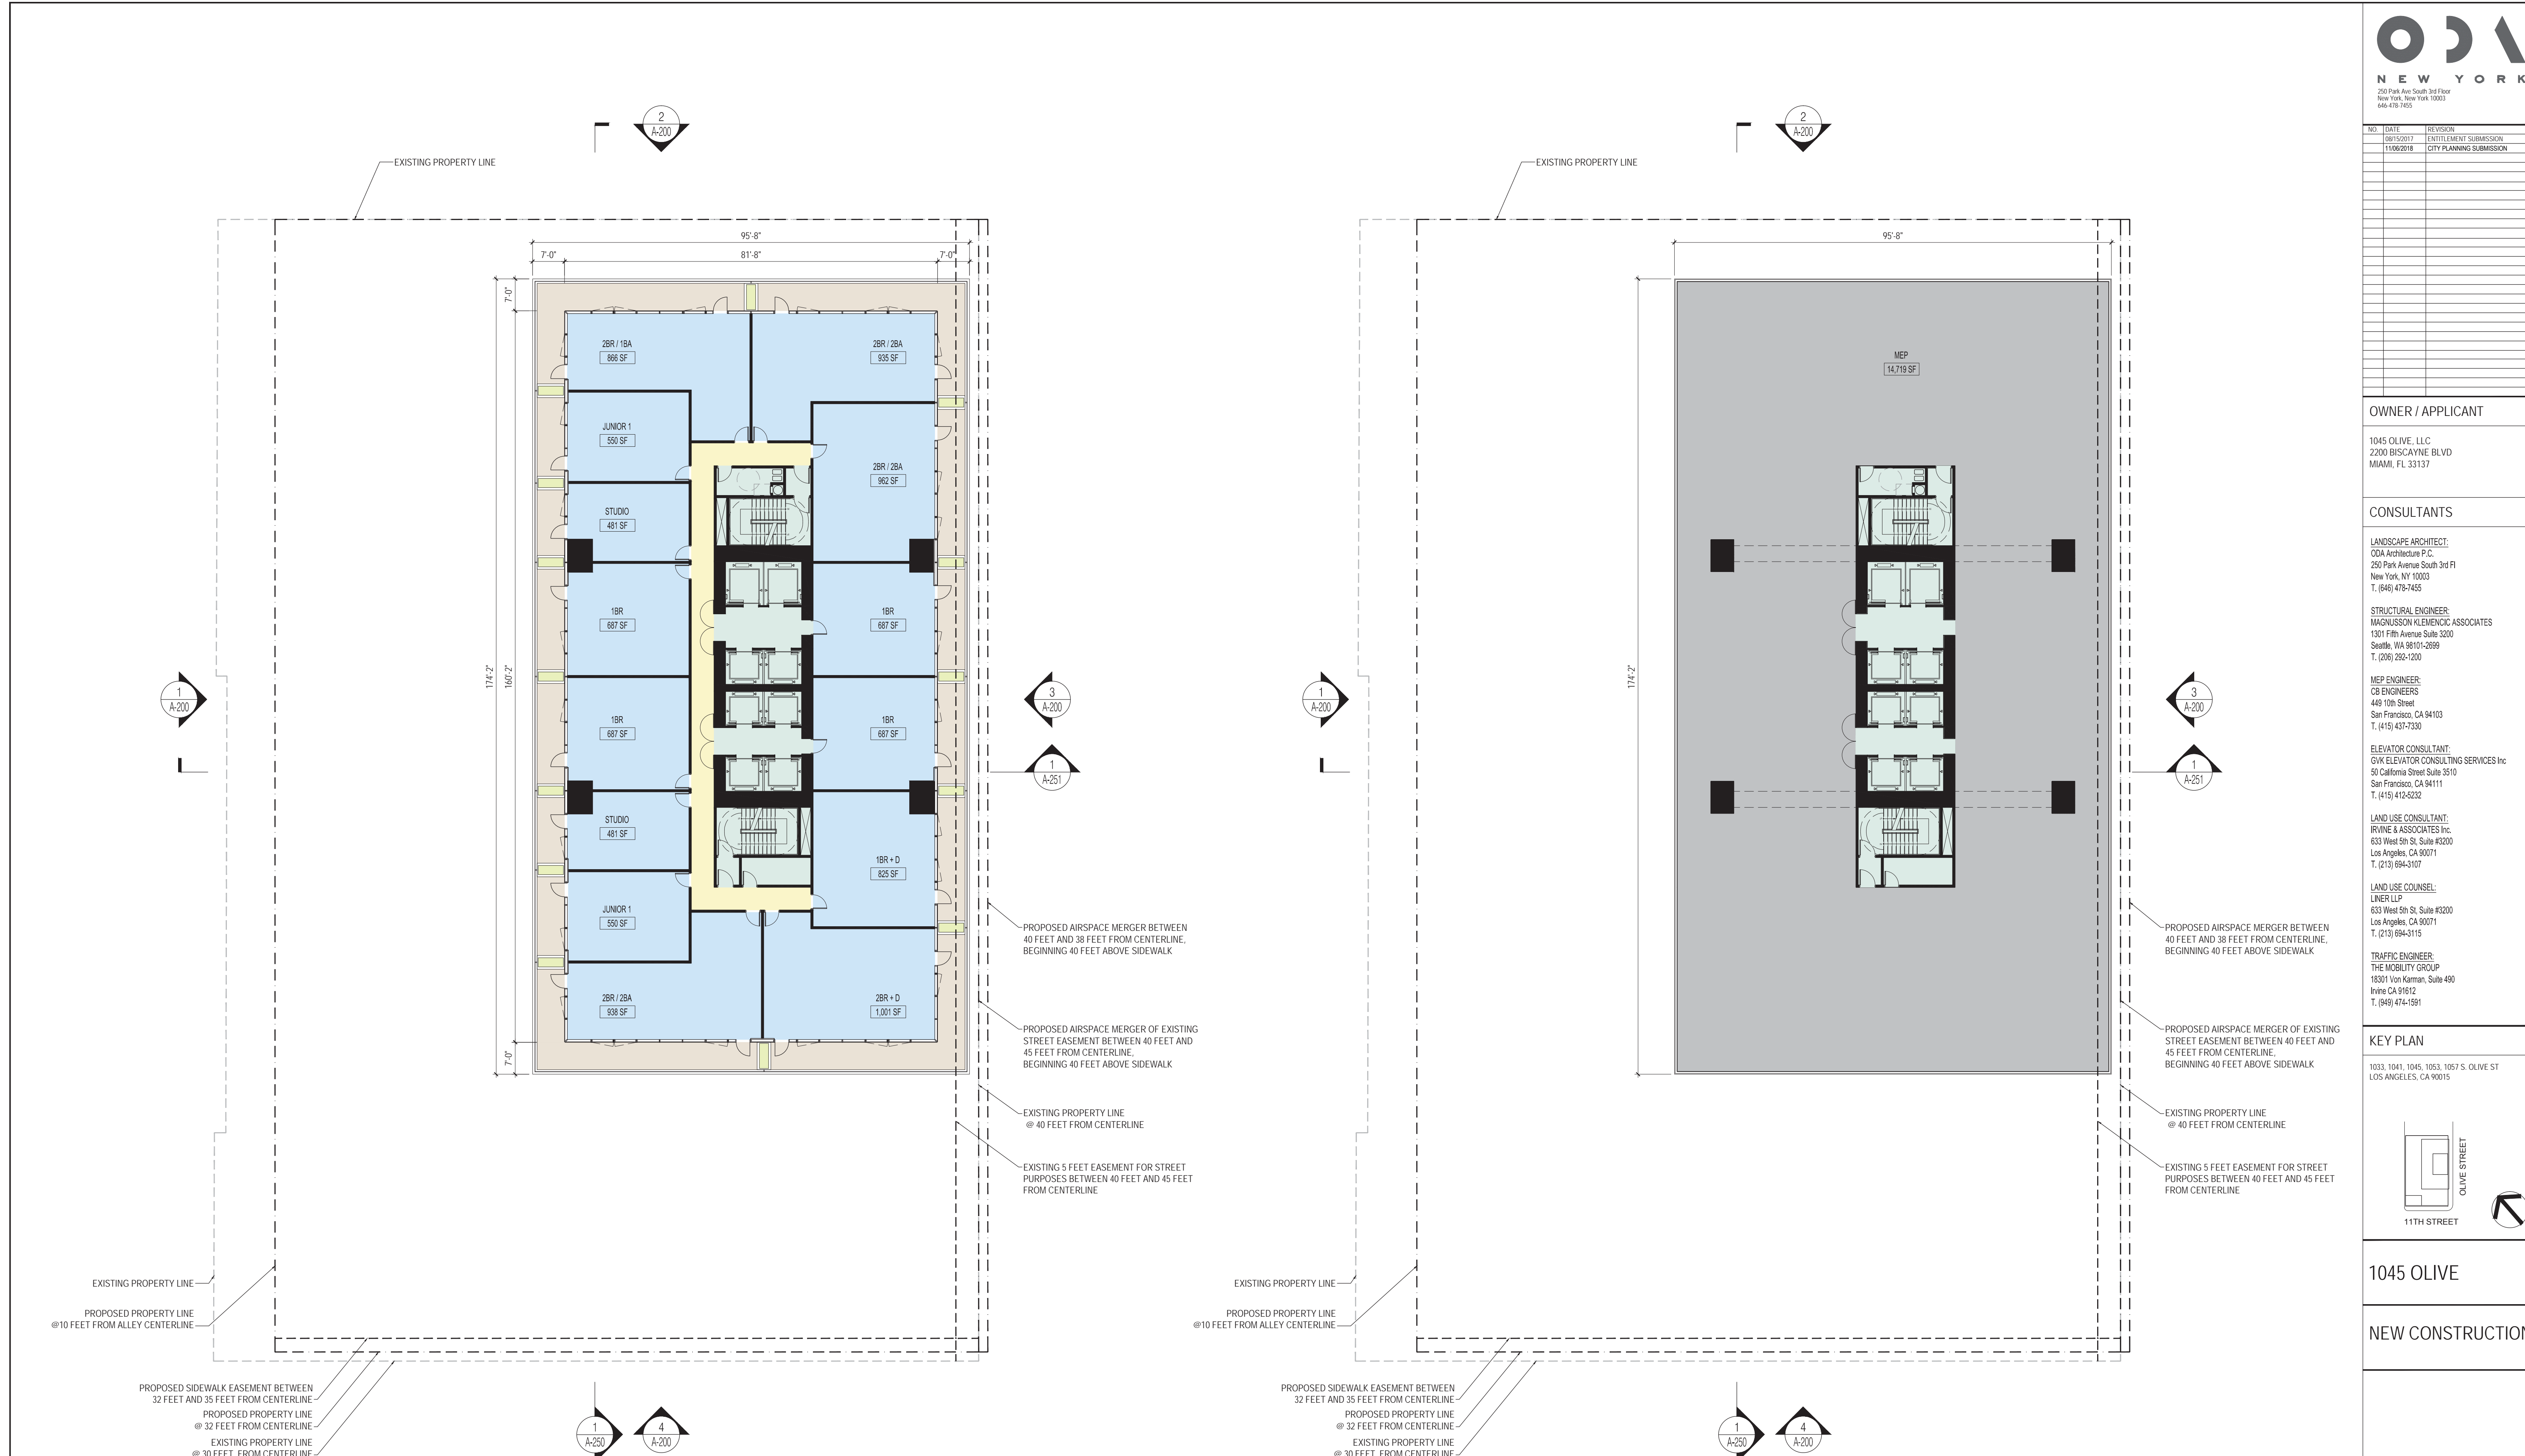 2
A-200
EXISTING PROPERTY LINE
95'-8"
7'-0"
81'-8"
7'-0"
7'-0"
2BR / 1BA
866 SF
2BR / 2BA
935 SF
JUNIOR 1
550 SF
2BR / 2BA
962 SF
STUDIO
481 SF
1BR
687 SF
1BR
687 SF
174'-2"
160'-2"
1
A-200
3
A-200
1BR
687 SF
1BR
687 SF
1
A-251
STUDIO
481 SF
1BR + D
825 SF
JUNIOR 1
550 SF
2BR / 2BA
938 SF
2BR + D
1,001 SF
7'-0"
PROPOSED AIRSPACE MERGER BETWEEN
40 FEET AND 38 FEET FROM CENTERLINE,
BEGINNING 40 FEET ABOVE SIDEWALK
PROPOSED AIRSPACE MERGER OF EXISTING
STREET EASEMENT BETWEEN 40 FEET AND
45 FEET FROM CENTERLINE,
BEGINNING 40 FEET ABOVE SIDEWALK
EXISTING PROPERTY LINE
@ 40 FEET FROM CENTERLINE
EXISTING 5 FEET EASEMENT FOR STREET
PURPOSES BETWEEN 40 FEET AND 45 FEET
FROM CENTERLINE
EXISTING PROPERTY LINE
PROPOSED PROPERTY LINE
@10 FEET FROM ALLEY CENTERLINE
PROPOSED SIDEWALK EASEMENT BETWEEN
32 FEET AND 35 FEET FROM CENTERLINE
PROPOSED PROPERTY LINE
@ 32 FEET FROM CENTERLINE
EXISTING PROPERTY LINE
@ 30 FEET FROM CENTERLINE
1
A-250
4
A-200
2
A-200
EXISTING PROPERTY LINE
95'-8"
MEP
14,719 SF
174'-2"
1
A-200
3
A-200
1
A-251
PROPOSED AIRSPACE MERGER BETWEEN
40 FEET AND 38 FEET FROM CENTERLINE,
BEGINNING 40 FEET ABOVE SIDEWALK
PROPOSED AIRSPACE MERGER OF EXISTING
STREET EASEMENT BETWEEN 40 FEET AND
45 FEET FROM CENTERLINE,
BEGINNING 40 FEET ABOVE SIDEWALK
EXISTING PROPERTY LINE
@ 40 FEET FROM CENTERLINE
EXISTING 5 FEET EASEMENT FOR STREET
PURPOSES BETWEEN 40 FEET AND 45 FEET
FROM CENTERLINE
EXISTING PROPERTY LINE
PROPOSED PROPERTY LINE
@10 FEET FROM ALLEY CENTERLINE
PROPOSED SIDEWALK EASEMENT BETWEEN
32 FEET AND 35 FEET FROM CENTERLINE
PROPOSED PROPERTY LINE
@ 32 FEET FROM CENTERLINE
EXISTING PROPERTY LINE
@ 30 FEET FROM CENTERLINE
1
A-250
4
A-200
ODA
NEW YORK
250 Park Ave South 3rd Floor
New York, New York 10003
646-478-7455
NO. DATE REVISION
08/15/2017 ENTITLEMENT SUBMISSION
11/06/2018 CITY PLANNING SUBMISSION
OWNER / APPLICANT
1045 OLIVE, LLC
2200 BISCAYNE BLVD
MIAMI, FL 33137
CONSULTANTS
LANDSCAPE ARCHITECT:
ODA Architecture P.C.
250 Park Avenue South 3rd Fl
New York, NY 10003
T. (646) 478-7455
STRUCTURAL ENGINEER:
MAGNUSSON KLEMENCIC ASSOCIATES
1301 Fifth Avenue Suite 3200
Seattle, WA 98101-2699
T. (206) 292-1200
MEP ENGINEER:
CB ENGINEERS
449 10th Street
San Francisco, CA 94103
T. (415) 437-7330
ELEVATOR CONSULTANT:
GVK ELEVATOR CONSULTING SERVICES Inc
50 California Street Suite 3510
San Francisco, CA 94111
T. (415) 412-5232
LAND USE CONSULTANT:
IRVINE & ASSOCIATES Inc.
633 West 5th St, Suite #3200
Los Angeles, CA 90071
T. (213) 694-3107
LAND USE COUNSEL:
LINER LLP
633 West 5th St, Suite #3200
Los Angeles, CA 90071
T. (213) 694-3115
TRAFFIC ENGINEER:
THE MOBILITY GROUP
18301 Von Karman, Suite 490
Irvine CA 91612
T. (949) 474-1591
KEY PLAN
1033, 1041, 1045, 1053, 1057 S. OLIVE ST
LOS ANGELES, CA 90015
OLIVE STREET
11TH STREET
1045 OLIVE
NEW CONSTRUCTION